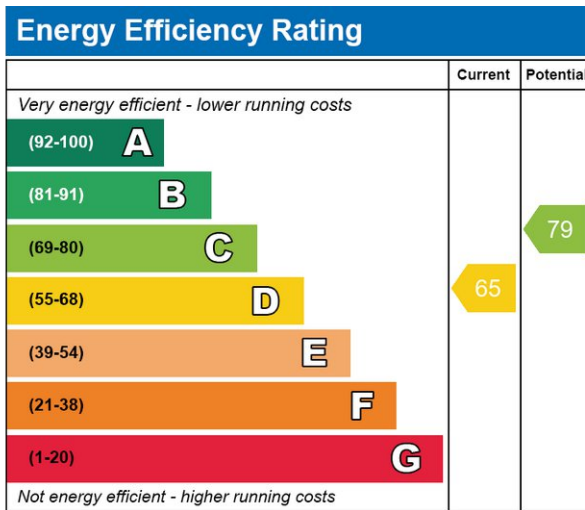 Energy Efficiency Rating
Current Potential
Very energy efficient - lower running costs
(92-100) A
(81-91) B
(69-80) C
79
(55-68) D
65
(39-54) E
(21-38) F
(1-20) G
Not energy efficient - higher running costs